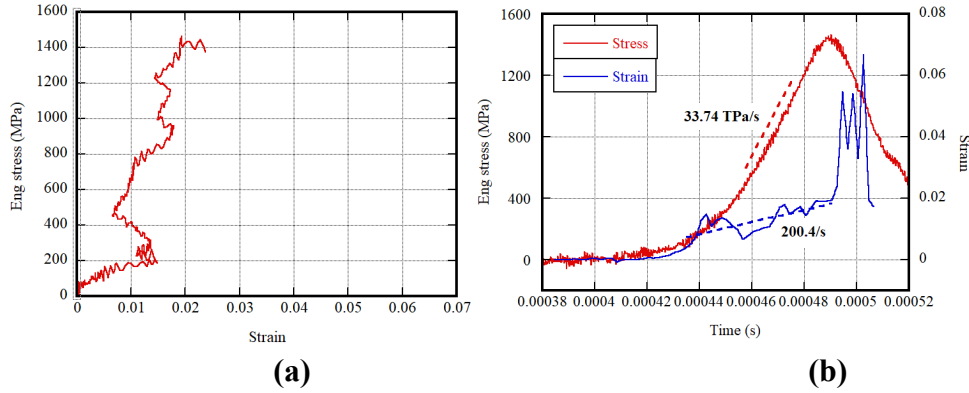 1600
1400
1200
1000
800
600
400
200
0
Eng stress (MPa)
0 0.01 0.02 0.03 0.04 0.05 0.06 0.07
Strain
(a)
1600
1200
800
400
0
Eng stress (MPa)
Stress
Strain
33.74 TPa/s
200.4/s
0.08
0.06
0.04
0.02
0
Strain
0.00038 0.0004 0.00042 0.00044 0.00046 0.00048 0.0005 0.00052
Time (s)
(b)